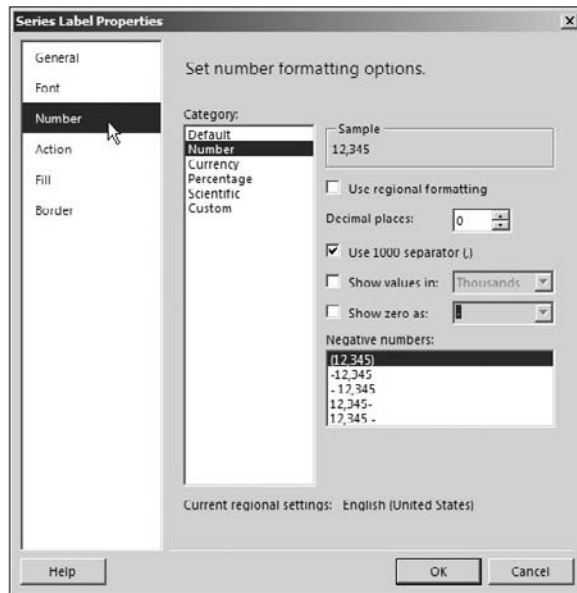 Series Label Properties
General
Font
Number
Action
Fill
Border
Set number formatting options.
Category:
Default
Number
Currency
Percentage
Scientific
Custom
Sample
12,345
Use regional formatting
Decimal places: 0
Use 1000 separator (,)
Show values in: Thousands
Show zero as: -
Negative numbers:
(12,345)
-12,345
- 12,345
12,345-
12,345 -
Current regional settings: English (United States)
Help
OK
Cancel